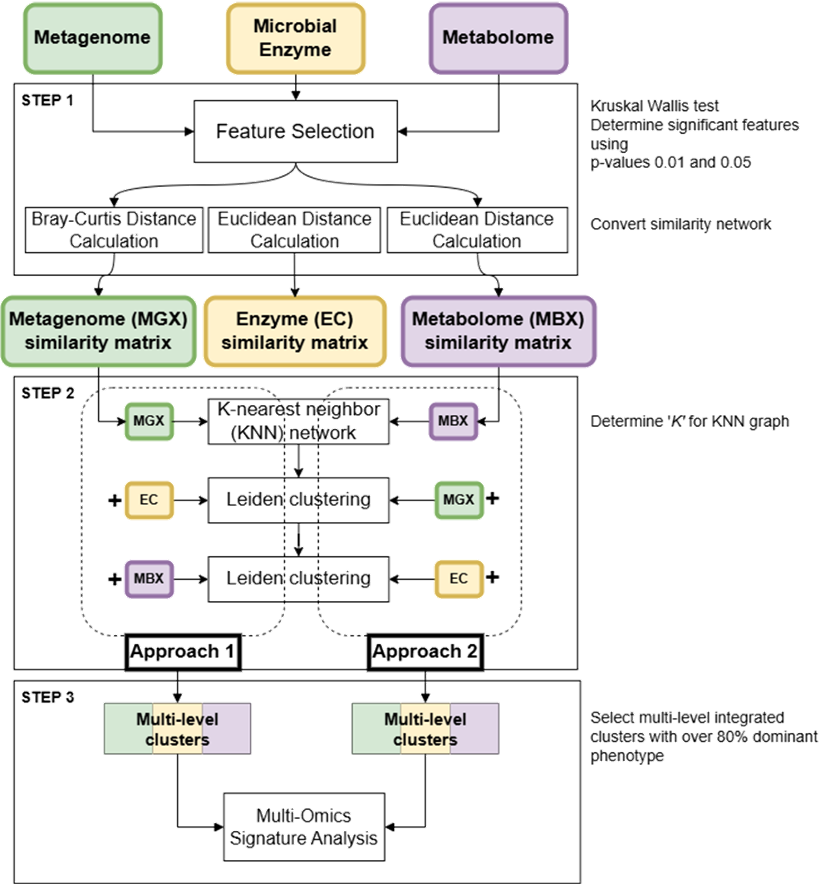 Metagenome
Microbial
Enzyme
Metabolome
STEP 1
Feature Selection
Kruskal Wallis test
Determine significant features
using
p-values 0.01 and 0.05
Bray-Curtis Distance
Calculation
Euclidean Distance
Calculation
Euclidean Distance
Calculation
Convert similarity network
Metagenome (MGX)
similarity matrix
Enzyme (EC)
similarity matrix
Metabolome (MBX)
similarity matrix
STEP 2
MGX
K-nearest neighbor
(KNN) network
MBX
Determine 'K' for KNN graph
+
EC
Leiden clustering
MGX
+
+
MBX
Leiden clustering
EC
+
Approach 1
Approach 2
STEP 3
Multi-level
clusters
Multi-level
clusters
Select multi-level integrated
clusters with over 80% dominant
phenotype
Multi-Omics
Signature Analysis